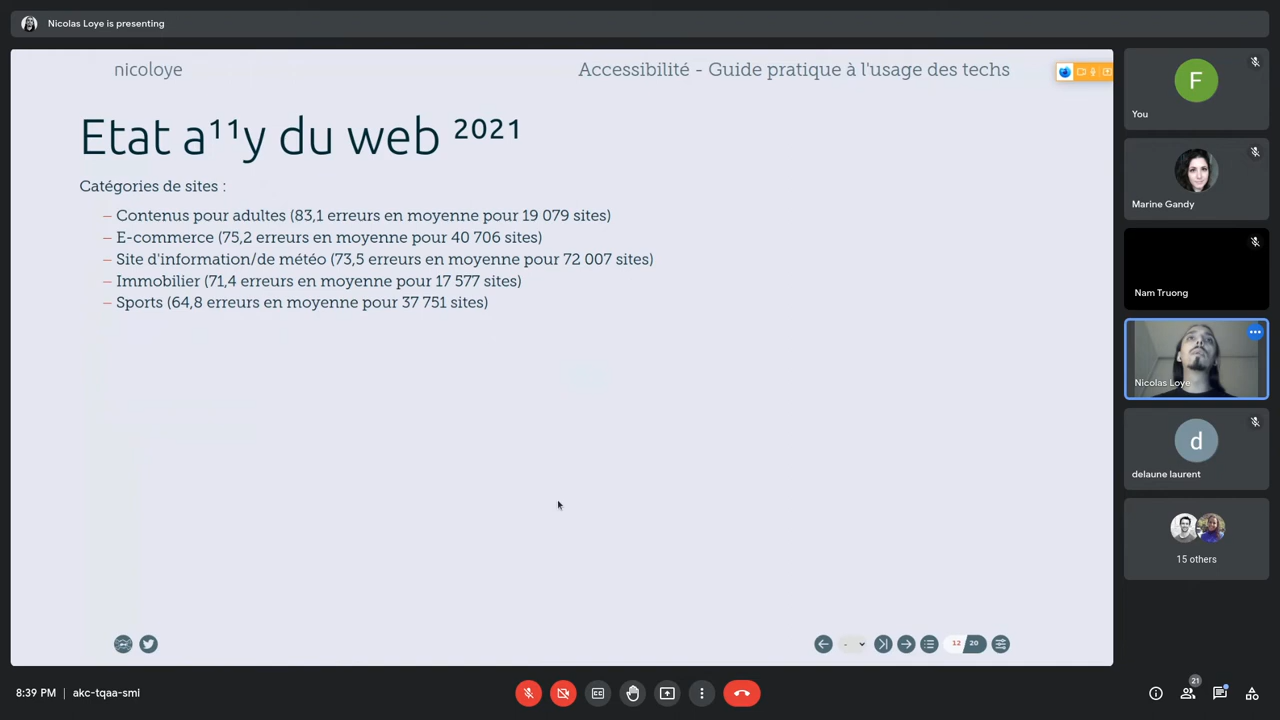 Nicolas Loye is presenting
nicoloye
Accessibilité - Guide pratique à l'usage des techs
Etat a¹¹y du web ²⁰²¹
Catégories de sites :
– Contenus pour adultes (83,1 erreurs en moyenne pour 19 079 sites)
– E-commerce (75,2 erreurs en moyenne pour 40 706 sites)
– Site d'information/de météo (73,5 erreurs en moyenne pour 72 007 sites)
– Immobilier (71,4 erreurs en moyenne pour 17 577 sites)
– Sports (64,8 erreurs en moyenne pour 37 751 sites)
12 20
F
You
Marine Gandy
Nam Truong
Nicolas Loye
d
delaune laurent
15 others
8:39 PM | akc-tqaa-smi
21